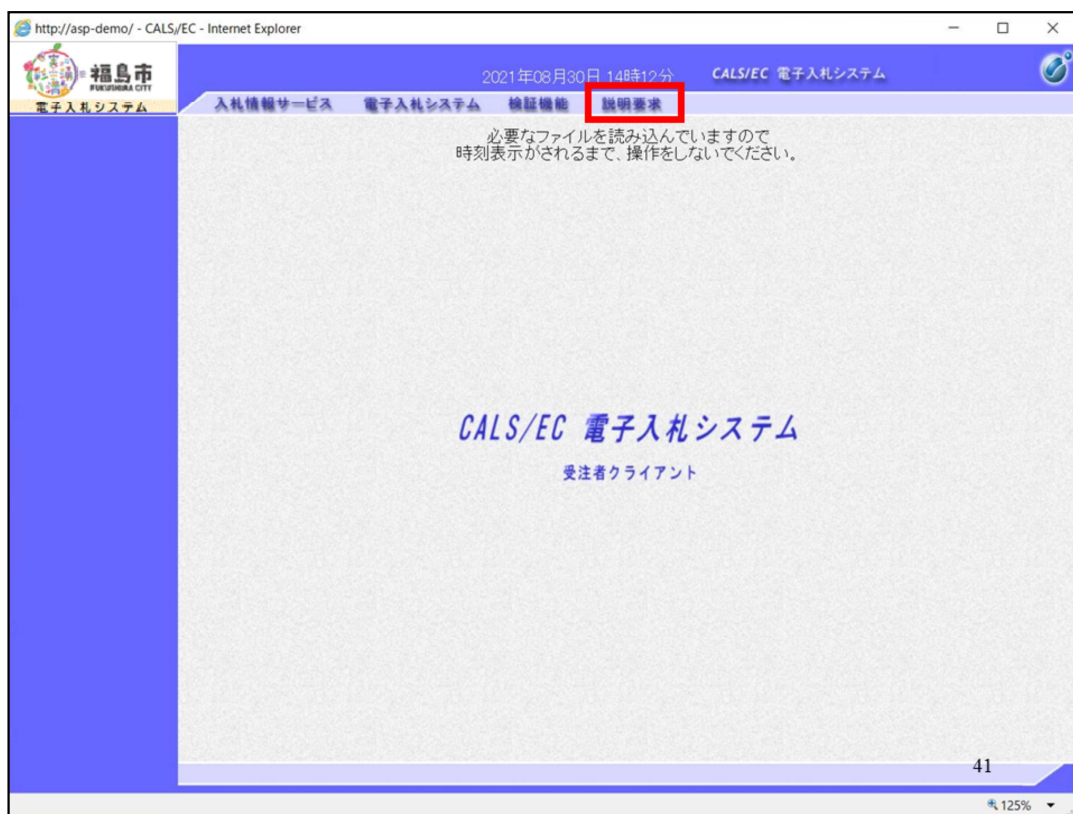 http://asp-demo/ - CALS/EC - Internet Explorer
福島市
FUKUSHIMA CITY
電子入札システム
2021年08月30日 14時12分
CALS/EC 電子入札システム
入札情報サービス 電子入札システム 検証機能 説明要求
必要なファイルを読み込んでいますので
時刻表示がされるまで、操作をしないでください。
CALS/EC 電子入札システム
受注者クライアント
41
125%